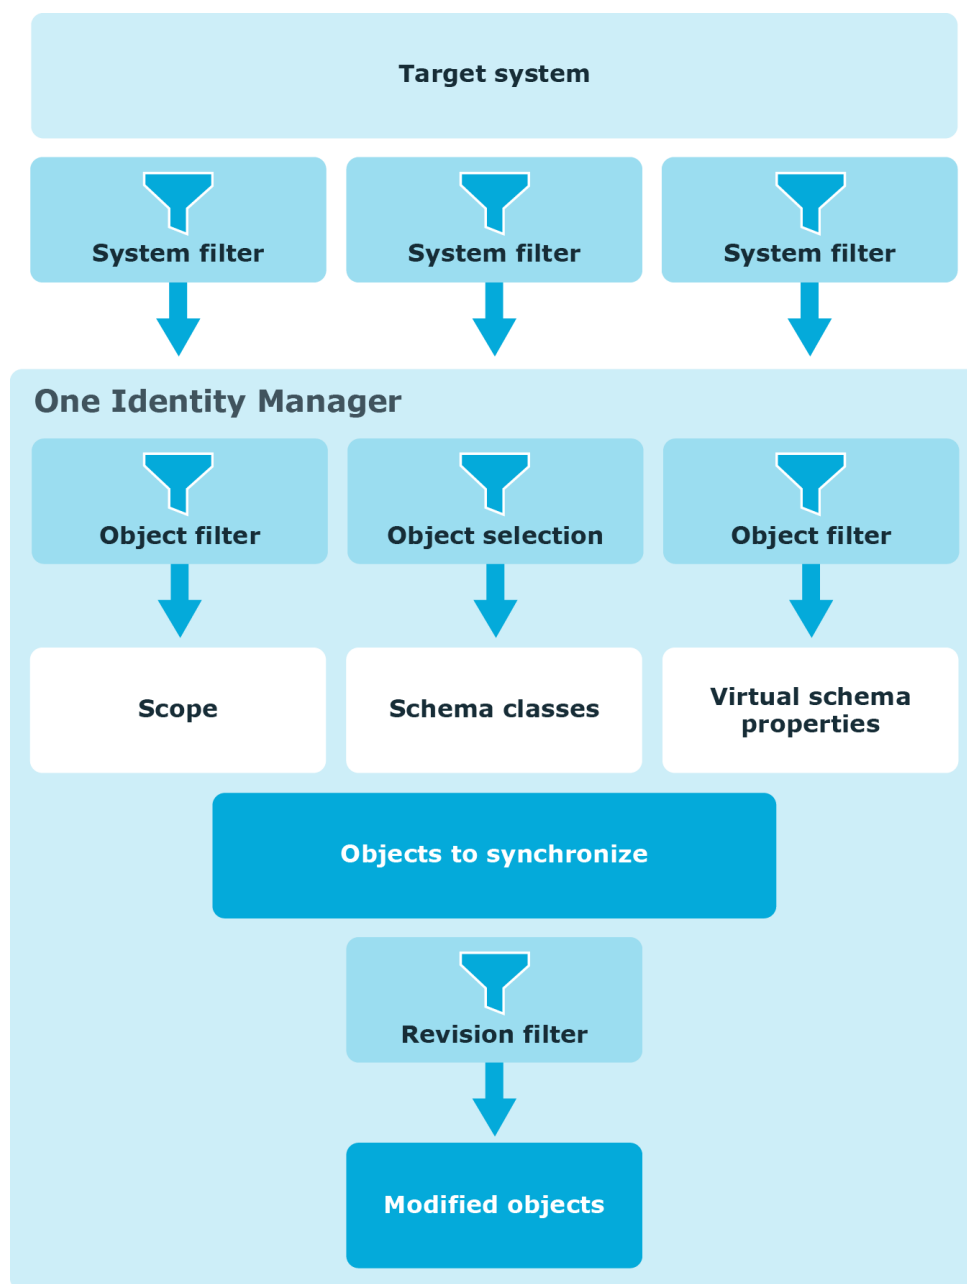 Target system
System filter
System filter
System filter
One Identity Manager
Object filter
Object selection
Object filter
Scope
Schema classes
Virtual schema
properties
Objects to synchronize
Revision filter
Modified objects